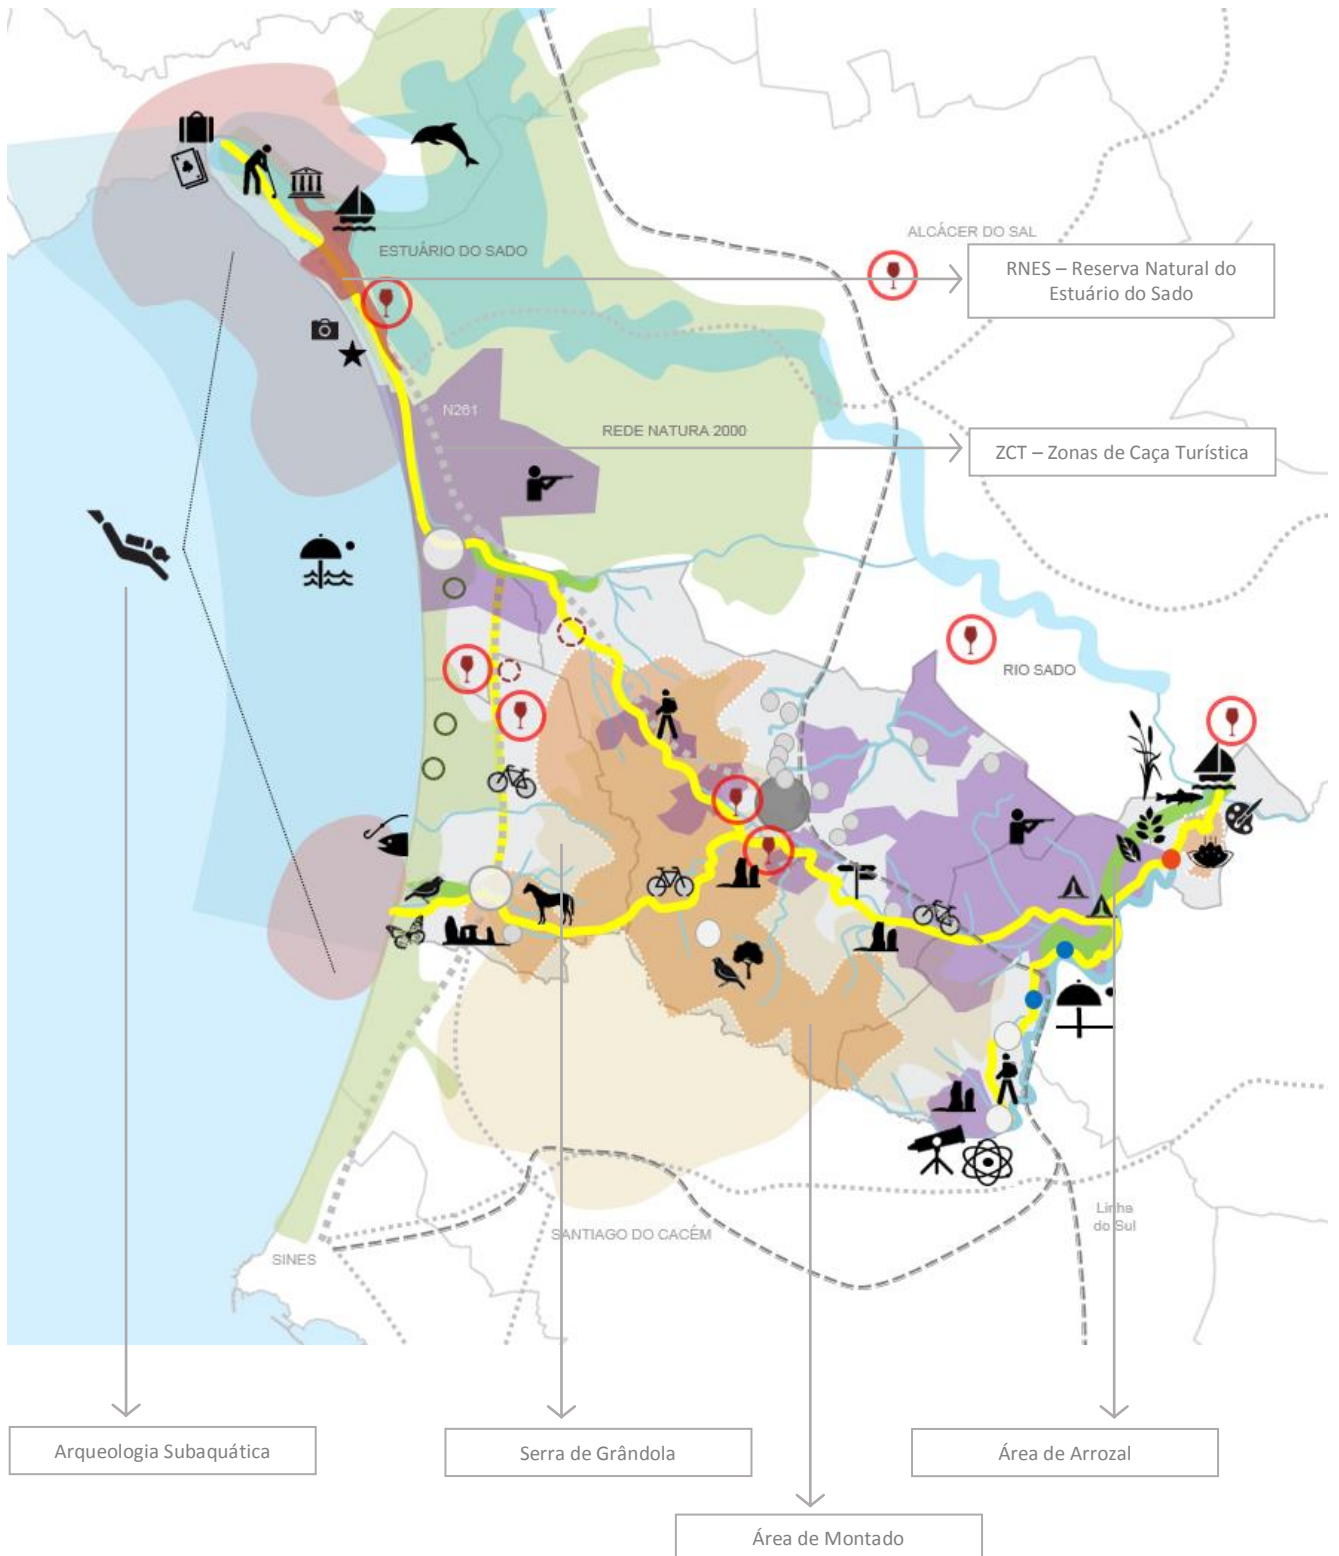 ALCÁCER DO SAL
ESTUÁRIO DO SADO
RNES – Reserva Natural do
Estuário do Sado
N261
REDE NATURA 2000
ZCT – Zonas de Caça Turística
RIO SADO
Linha
do Sul
SANTIAGO DO CACÉM
SINES
Arqueologia Subaquática
Serra de Grândola
Área de Arrozal
Área de Montado